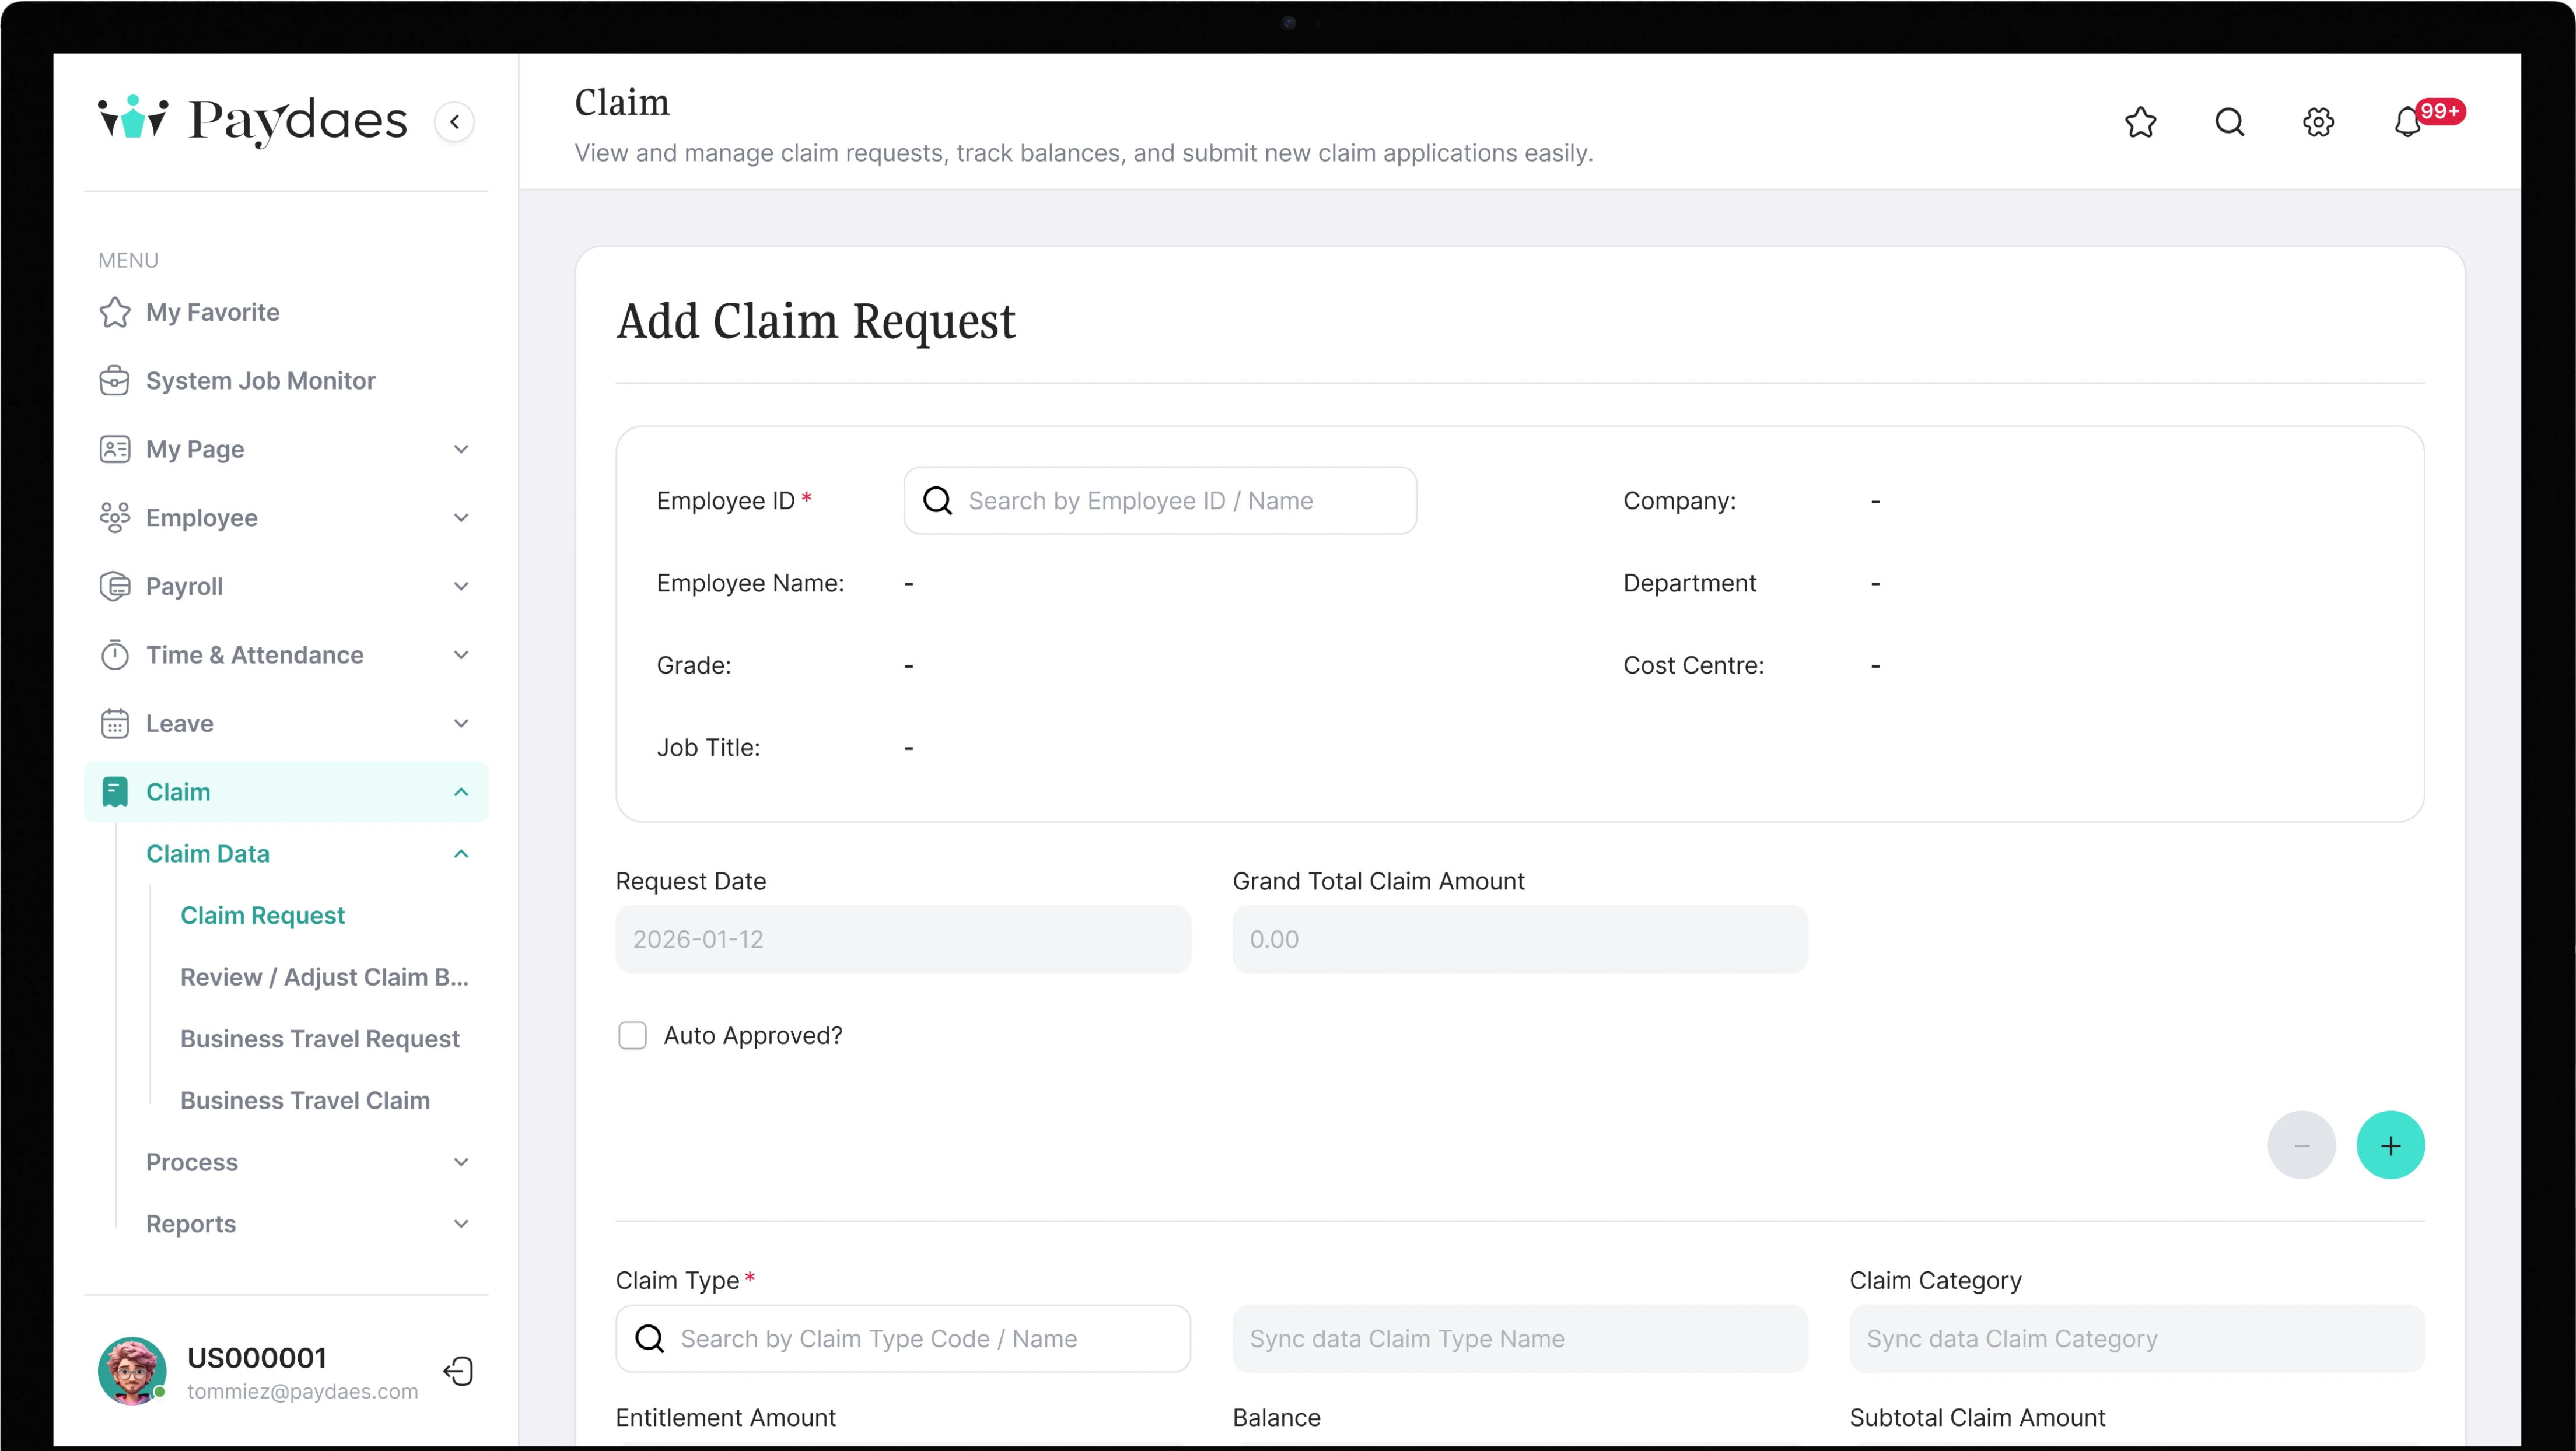 Paydaes
MENU
My Favorite
System Job Monitor
My Page
Employee
Payroll
Time & Attendance
Leave
Claim
Claim Data
Claim Request
Review / Adjust Claim B...
Business Travel Request
Business Travel Claim
Process
Reports
US000001
tommiez@paydaes.com
Claim
View and manage claim requests, track balances, and submit new claim applications easily.
99+
Add Claim Request
Employee ID * Search by Employee ID / Name
Company: -
Employee Name: -
Department -
Grade: -
Cost Centre: -
Job Title: -
Request Date
2026-01-12
Grand Total Claim Amount
0.00
Auto Approved?
Claim Type *
Search by Claim Type Code / Name
Sync data Claim Type Name
Claim Category
Sync data Claim Category
Entitlement Amount
Balance
Subtotal Claim Amount